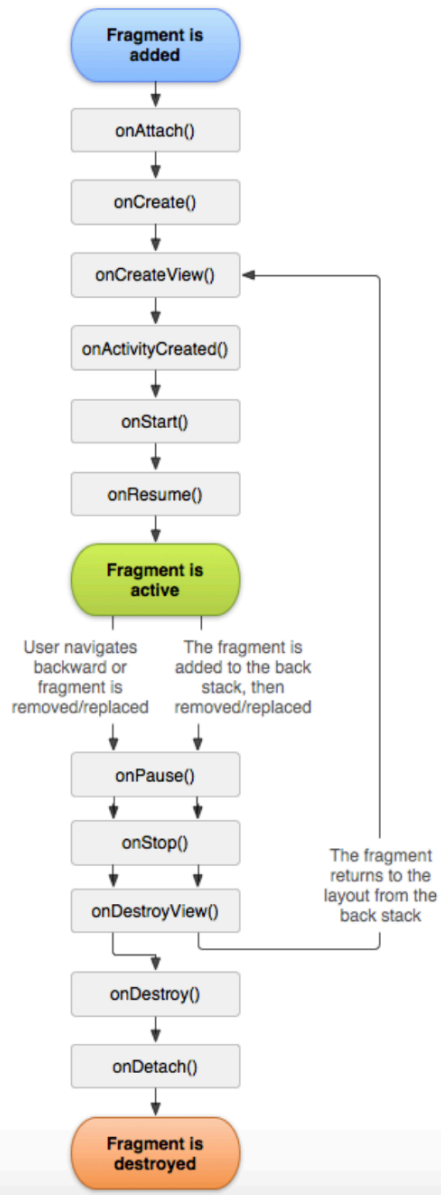 Fragment is
added
onAttach()
onCreate()
onCreateView()
onActivityCreated()
onStart()
onResume()
Fragment is
active
User navigates
backward or
fragment is
removed/replaced
The fragment is
added to the back
stack, then
removed/replaced
onPause()
onStop()
onDestroyView()
The fragment
returns to the
layout from the
back stack
onDestroy()
onDetach()
Fragment is
destroyed